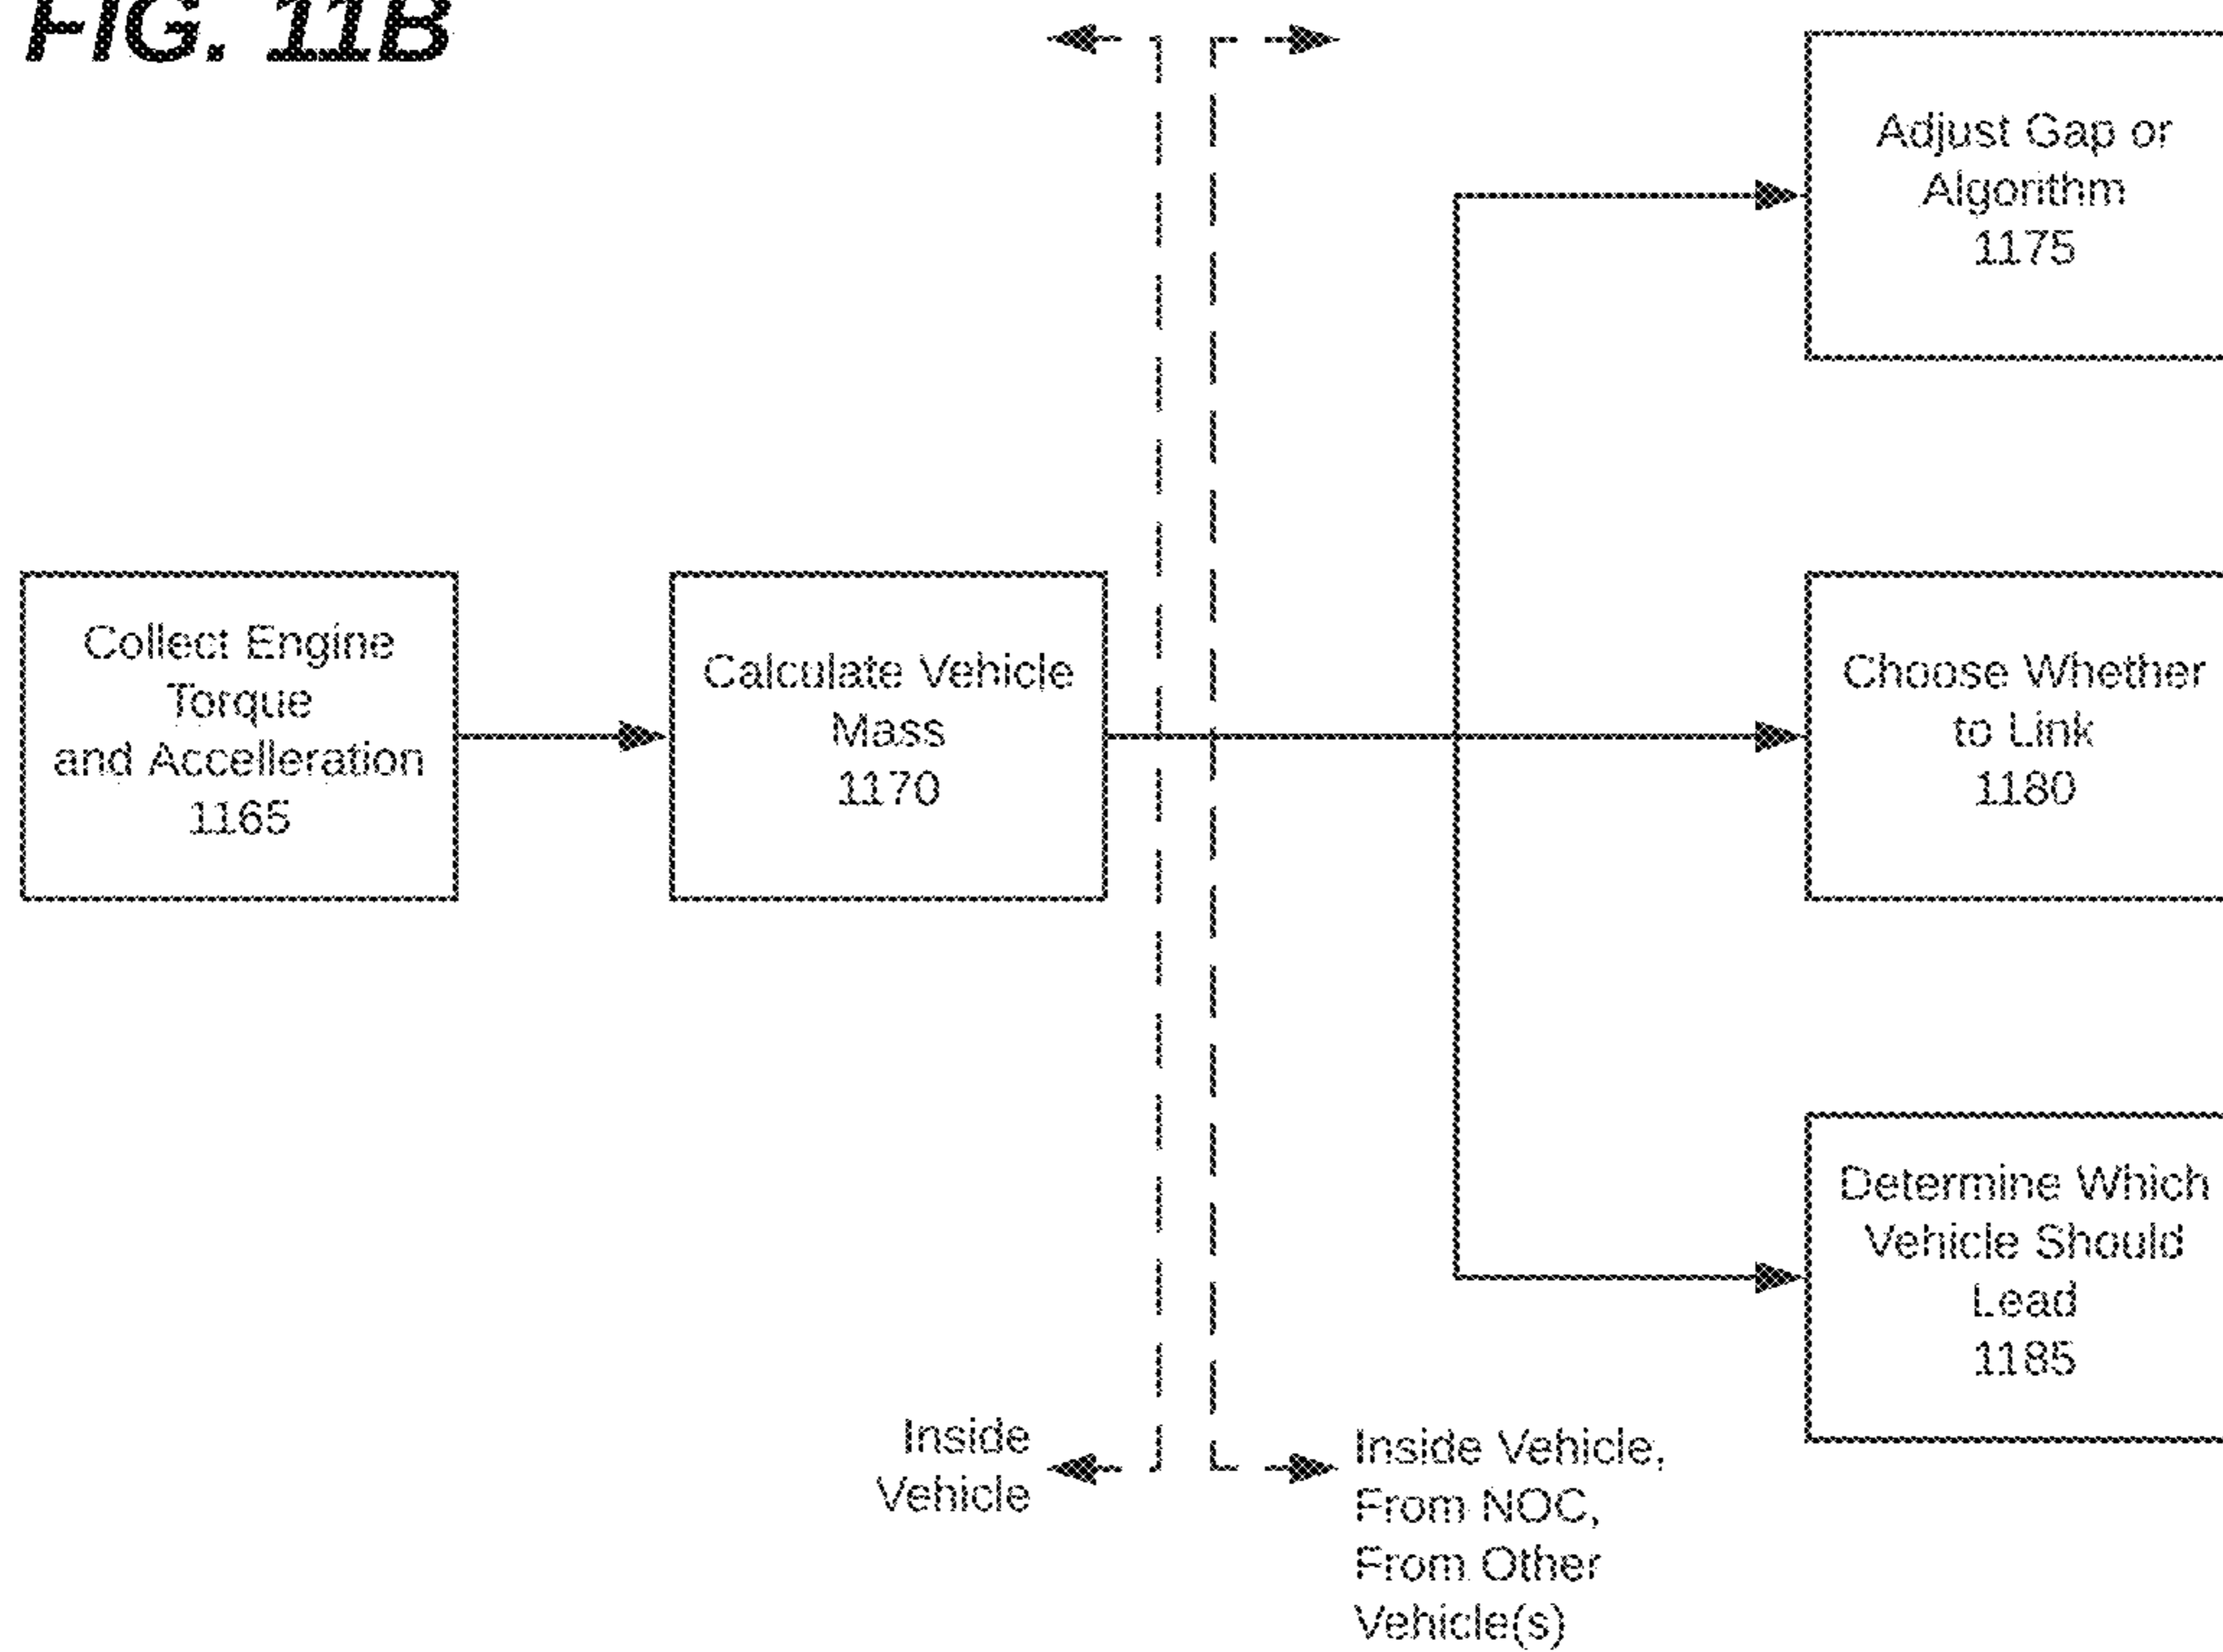 FIG. 11B
Adjust Gap or
Algorithm
1175
Collect Engine
Torque
and Accelleration
1165
Calculate Vehicle
Mass
1170
Choose Whether
to Link
1180
Determine Which
Vehicle Should
Lead
1185
Inside
Vehicle
Inside Vehicle,
From NOC,
From Other
Vehicle(s)